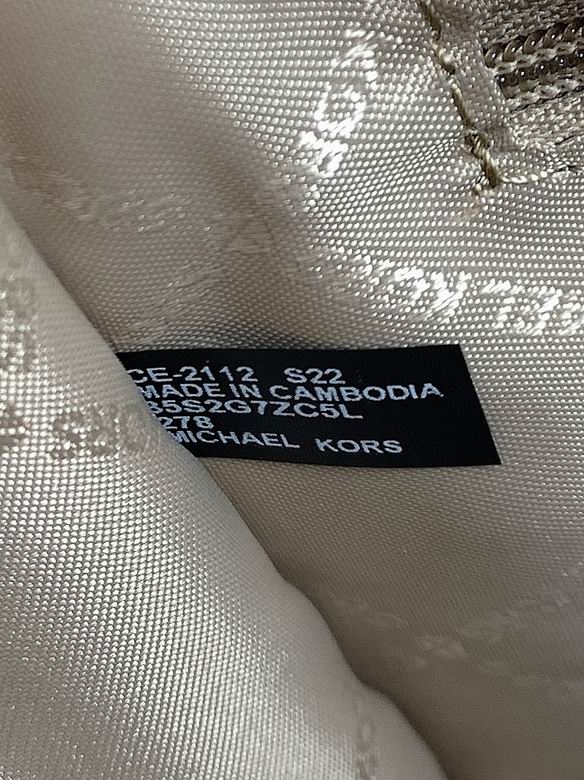 CE-2112 S22
MADE IN CAMBODIA
35S2G7ZC5L
278
MICHAEL KORS